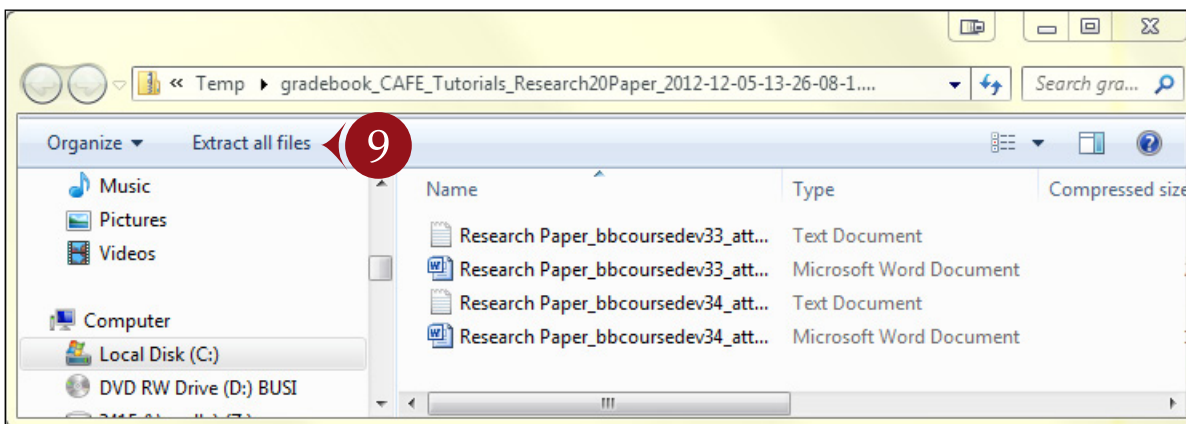 « Temp ▸ gradebook_CAFE_Tutorials_Research20Paper_2012-12-05-13-26-08-1.... Search gra...
Organize Extract all files 9
Music
Pictures
Videos
Computer
Local Disk (C:)
DVD RW Drive (D:) BUSI
Name Type Compressed size
Research Paper_bbcoursedev33_att... Text Document
Research Paper_bbcoursedev33_att... Microsoft Word Document
Research Paper_bbcoursedev34_att... Text Document
Research Paper_bbcoursedev34_att... Microsoft Word Document